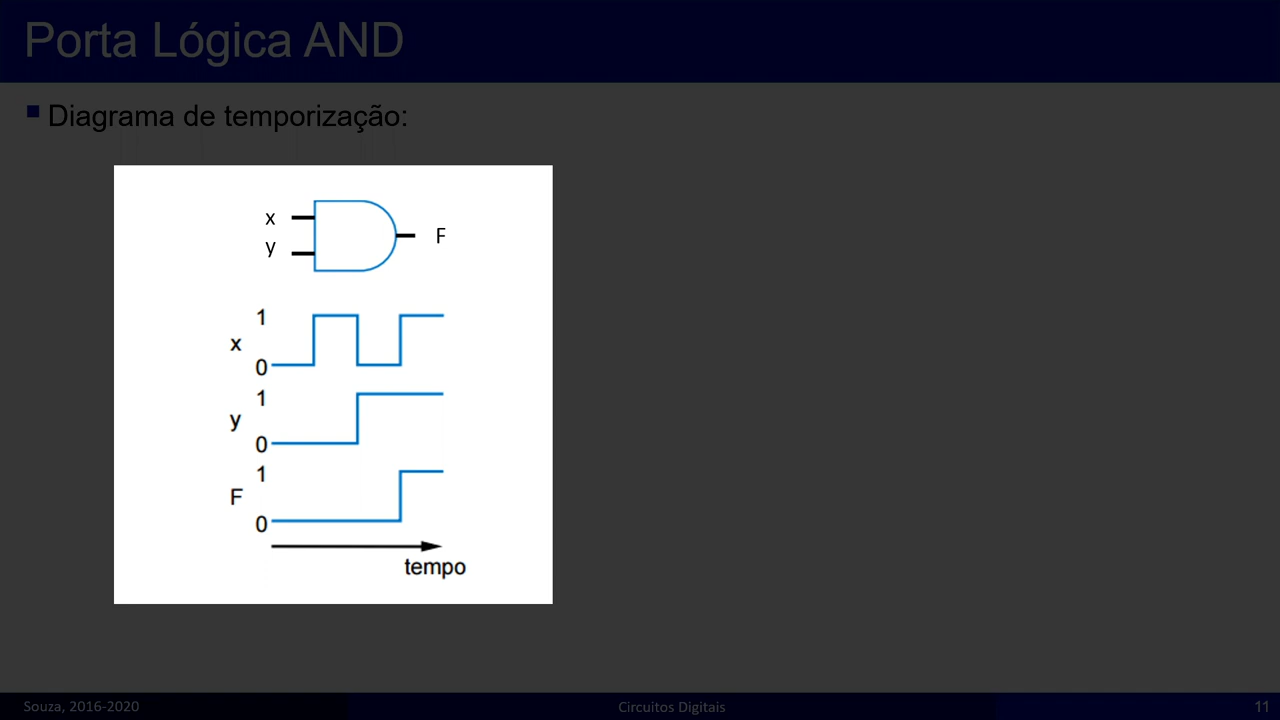 Porta Lógica AND
Diagrama de temporização:
x
y
F
1
x
0
1
y
0
1
F
0
tempo
Souza, 2016-2020
Circuitos Digitais
11